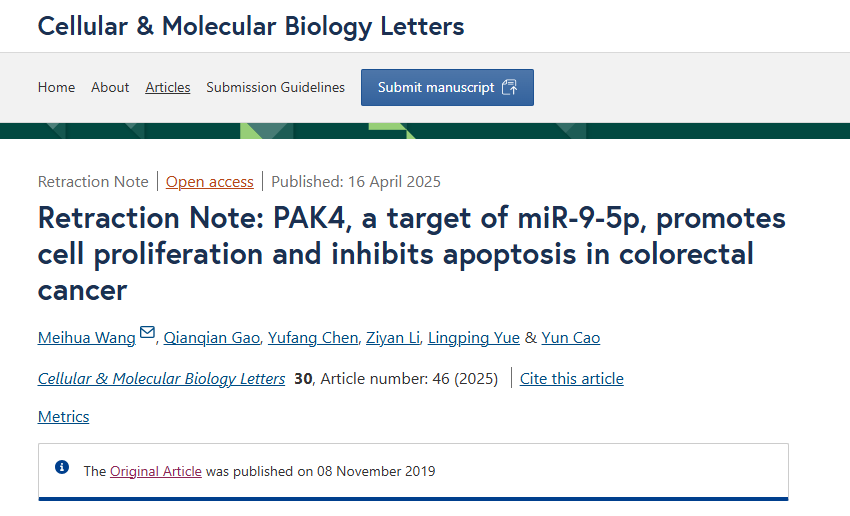 Cellular & Molecular Biology Letters
Home About Articles Submission Guidelines Submit manuscript
Retraction Note Open access Published: 16 April 2025
Retraction Note: PAK4, a target of miR-9-5p, promotes
cell proliferation and inhibits apoptosis in colorectal
cancer
Meihua Wang, Qianqian Gao, Yufang Chen, Ziyan Li, Lingping Yue & Yun Cao
Cellular & Molecular Biology Letters 30, Article number: 46 (2025) Cite this article
Metrics
The Original Article was published on 08 November 2019